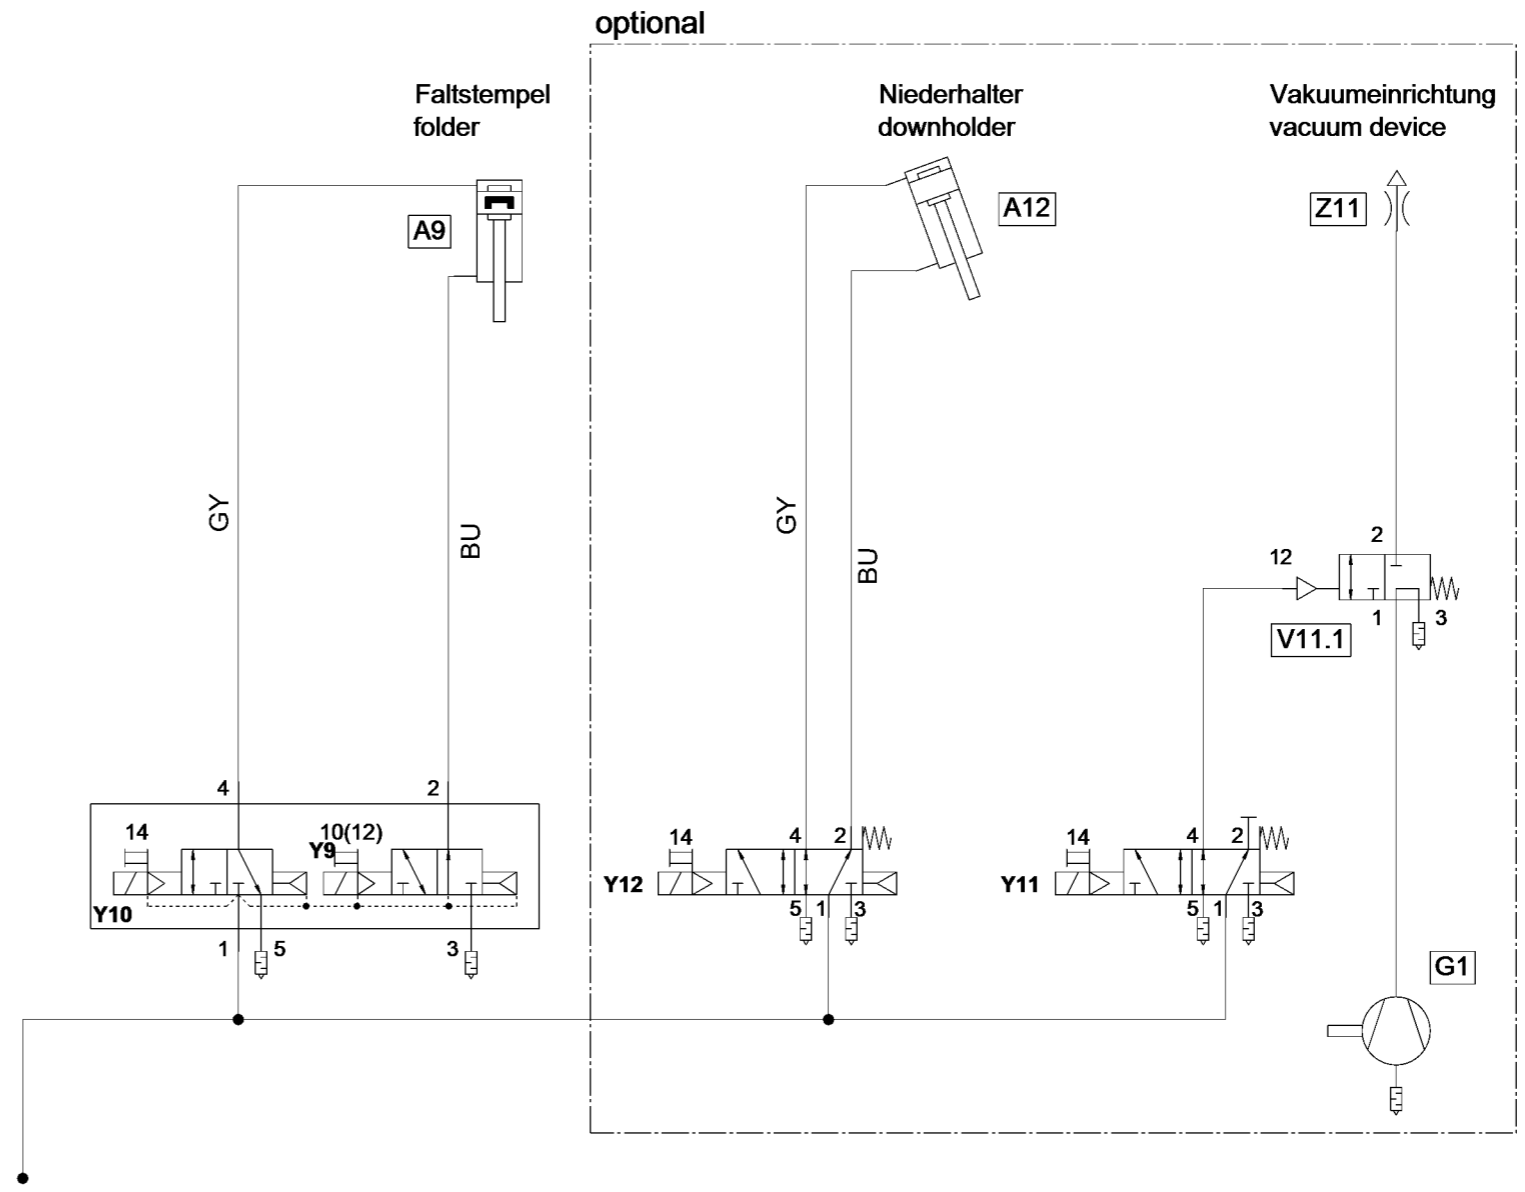 optional
Faltstempel
folder
Niederhalter
downholder
Vakuumeinrichtung
vacuum device
A9
A12
Z11
GY
BU
GY
BU
2
12
1
3
V11.1
4
2
14
10(12)
Y9
Y10
1
5
3
14
4
2
Y12
5
1
3
14
4
2
Y11
5
1
3
G1